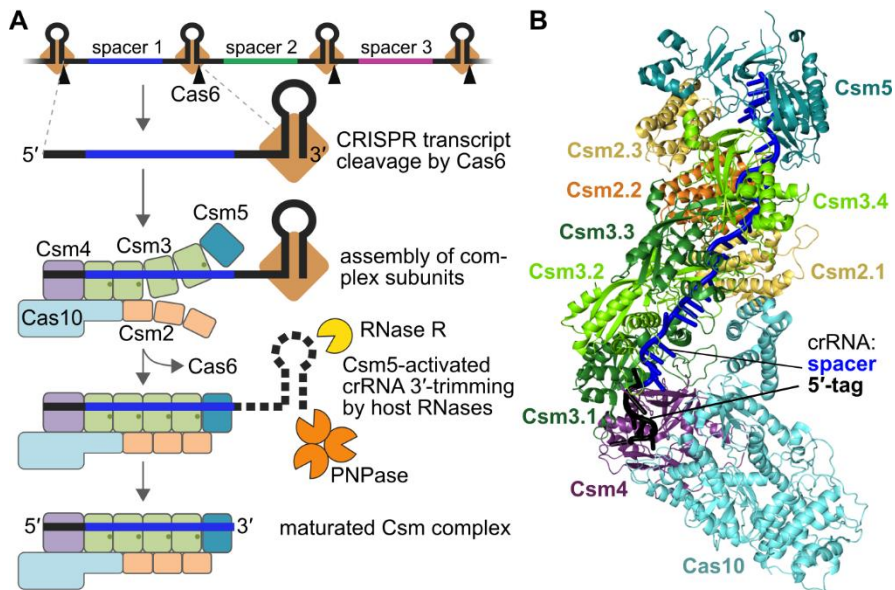 A
spacer 1 spacer 2 spacer 3
Cas6
5′ 3′
CRISPR transcript
cleavage by Cas6
Csm5
Csm4 Csm3
assembly of com-
plex subunits
Cas10
Csm2
Cas6
RNase R
Csm5-activated
crRNA 3′-trimming
by host RNases
PNPase
5′ 3′
maturated Csm complex
B
Csm5
Csm2.3
Csm2.2
Csm3.4
Csm3.3
Csm3.2
Csm2.1
crRNA:
spacer
5′-tag
Csm3.1
Csm4
Cas10